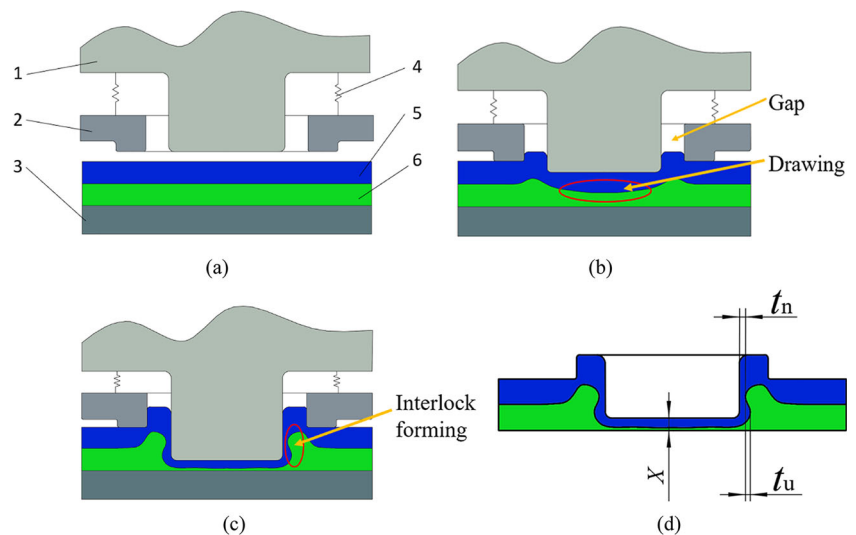 1
2
3
4
5
6
(a)
Gap
Drawing
(b)
Interlock
forming
(c)
tn
X
tu
(d)